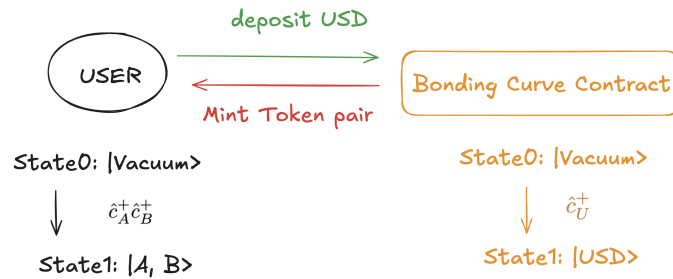 deposit USD
USER
Bonding Curve Contract
Mint Token pair
State0: |Vacuum>
State0: |Vacuum>
ĉ_A^+ ĉ_B^+
ĉ_U^+
State1: |A, B>
State1: |USD>